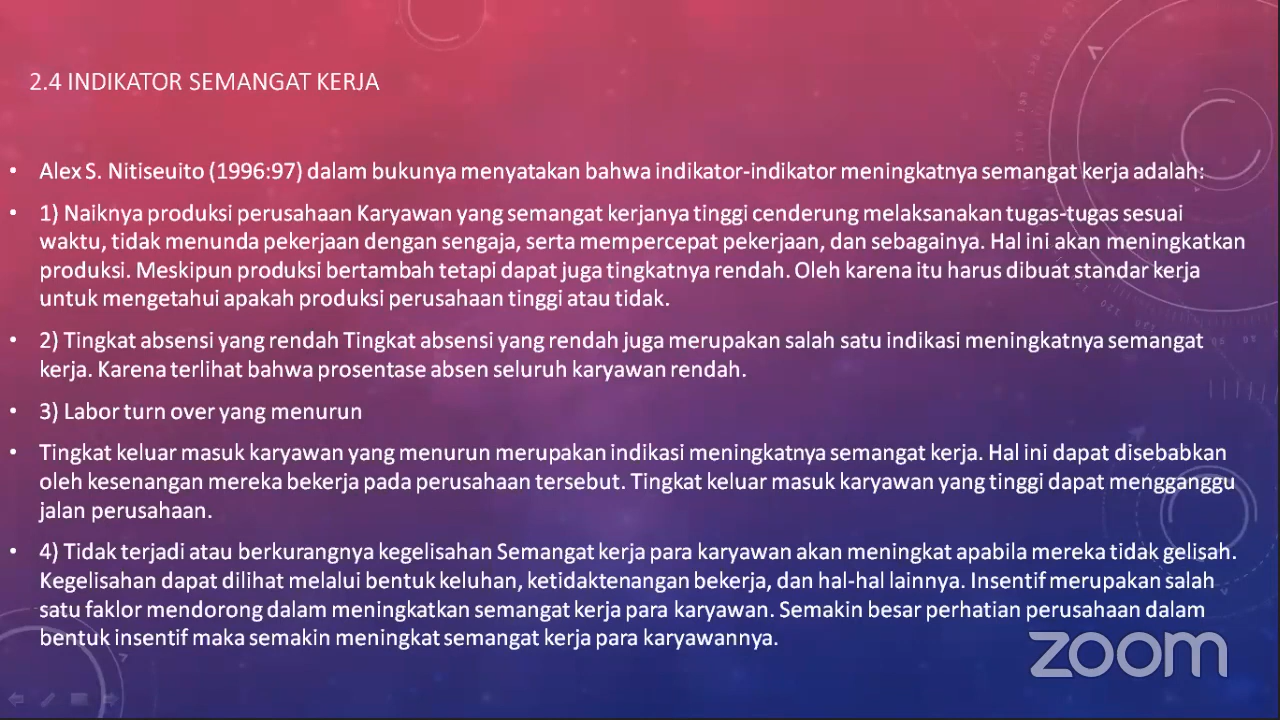 2.4 INDIKATOR SEMANGAT KERJA
• Alex S. Nitiseuito (1996:97) dalam bukunya menyatakan bahwa indikator-indikator meningkatnya semangat kerja adalah:
• 1) Naiknya produksi perusahaan Karyawan yang semangat kerjanya tinggi cenderung melaksanakan tugas-tugas sesuai
waktu, tidak menunda pekerjaan dengan sengaja, serta mempercepat pekerjaan, dan sebagainya. Hal ini akan meningkatkan
produksi. Meskipun produksi bertambah tetapi dapat juga tingkatnya rendah. Oleh karena itu harus dibuat standar kerja
untuk mengetahui apakah produksi perusahaan tinggi atau tidak.
• 2) Tingkat absensi yang rendah Tingkat absensi yang rendah juga merupakan salah satu indikasi meningkatnya semangat
kerja. Karena terlihat bahwa prosentase absen seluruh karyawan rendah.
• 3) Labor turn over yang menurun
• Tingkat keluar masuk karyawan yang menurun merupakan indikasi meningkatnya semangat kerja. Hal ini dapat disebabkan
oleh kesenangan mereka bekerja pada perusahaan tersebut. Tingkat keluar masuk karyawan yang tinggi dapat mengganggu
jalan perusahaan.
• 4) Tidak terjadi atau berkurangnya kegelisahan Semangat kerja para karyawan akan meningkat apabila mereka tidak gelisah.
Kegelisahan dapat dilihat melalui bentuk keluhan, ketidaktenangan bekerja, dan hal-hal lainnya. Insentif merupakan salah
satu faklor mendorong dalam meningkatkan semangat kerja para karyawan. Semakin besar perhatian perusahaan dalam
bentuk insentif maka semakin meningkat semangat kerja para karyawannya.
zoom